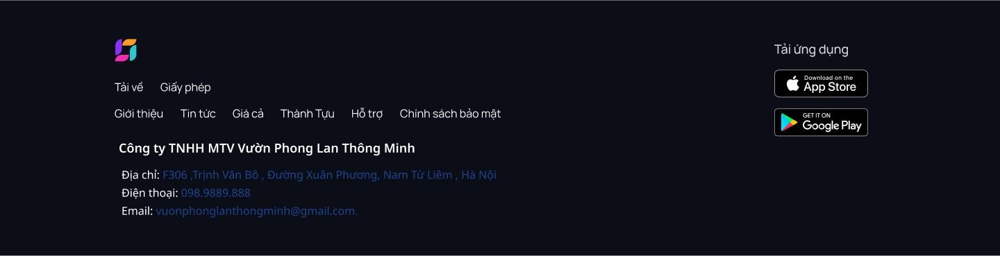 Tải về Giấy phép
Giới thiệu Tin tức Giá cả Thành Tựu Hỗ trợ Chính sách bảo mật
Công ty TNHH MTV Vườn Phong Lan Thông Minh
Địa chỉ: F306 ,Trịnh Văn Bô , Đường Xuân Phương, Nam Từ Liêm , Hà Nội
Điện thoại: 098.9889.888
Email: vuonphonglanthongminh@gmail.com.
Tải ứng dụng
Download on the
App Store
GET IT ON
Google Play